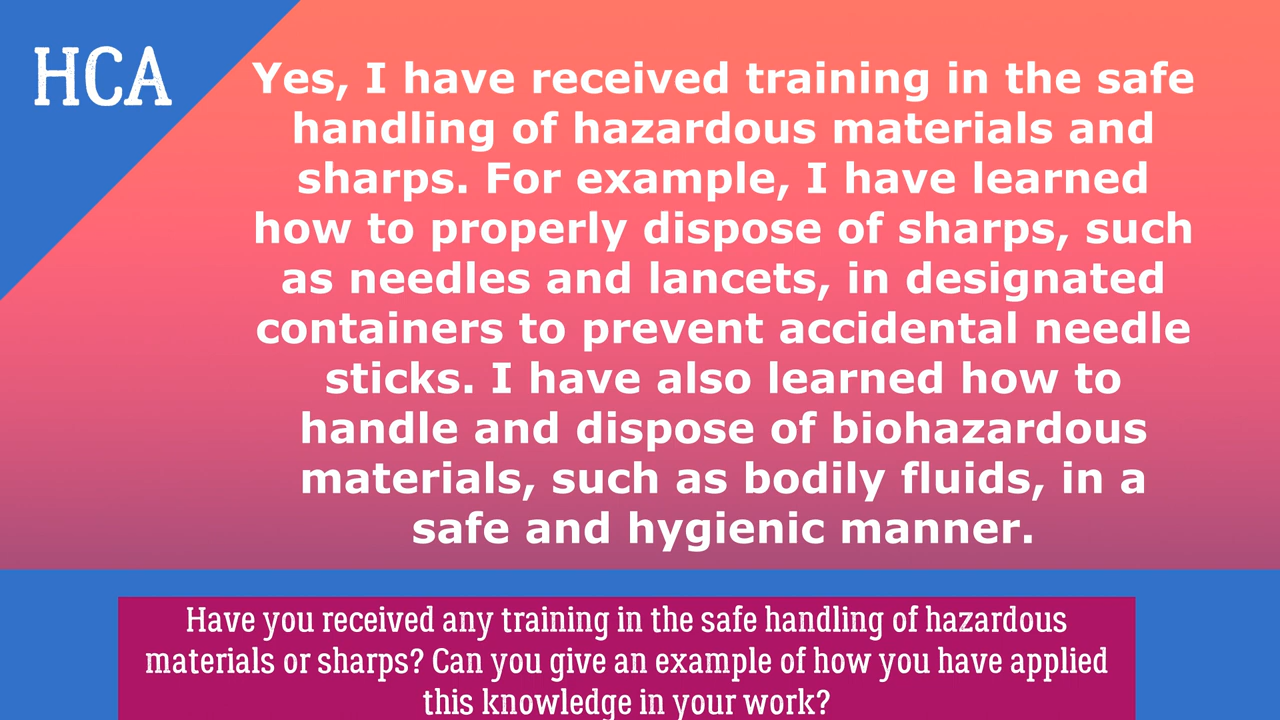 HCA
Yes, I have received training in the safe
handling of hazardous materials and
sharps. For example, I have learned
how to properly dispose of sharps, such
as needles and lancets, in designated
containers to prevent accidental needle
sticks. I have also learned how to
handle and dispose of biohazardous
materials, such as bodily fluids, in a
safe and hygienic manner.
Have you received any training in the safe handling of hazardous
materials or sharps? Can you give an example of how you have applied
this knowledge in your work?